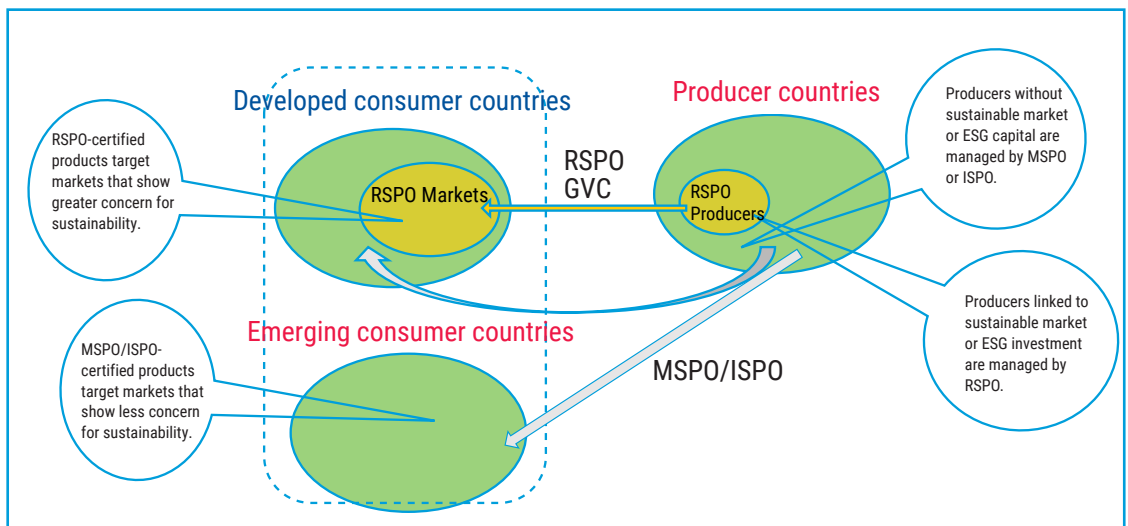 Developed consumer countries
Producer countries
RSPO-certified
products target
markets that show
greater concern for
sustainability.
RSPO Markets
RSPO
GVC
RSPO
Producers
Producers without
sustainable market
or ESG capital are
managed by MSPO
or ISPO.
Emerging consumer countries
MSPO/ISPO-
certified products
target markets that
show less concern
for sustainability.
MSPO/ISPO
Producers linked to
sustainable market
or ESG investment
are managed by
RSPO.